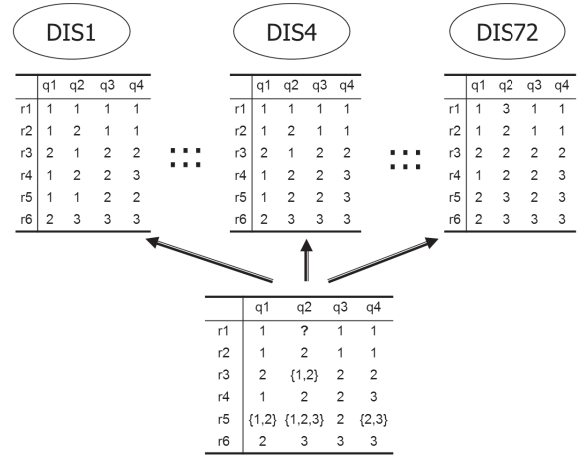 DIS1
q1 q2 q3 q4
r1 1 1 1 1
r2 1 2 1 1
r3 2 1 2 2
r4 1 2 2 3
r5 1 1 2 2
r6 2 3 3 3
DIS4
q1 q2 q3 q4
r1 1 1 1 1
r2 1 2 1 1
r3 2 1 2 2
r4 1 2 2 3
r5 1 2 2 3
r6 2 3 3 3
DIS72
q1 q2 q3 q4
r1 1 3 1 1
r2 1 2 1 1
r3 2 2 2 2
r4 1 2 2 3
r5 2 3 2 3
r6 2 3 3 3
q1 q2 q3 q4
r1 1 ? 1 1
r2 1 2 1 1
r3 2 {1,2} 2 2
r4 1 2 2 3
r5 {1,2} {1,2,3} 2 {2,3}
r6 2 3 3 3